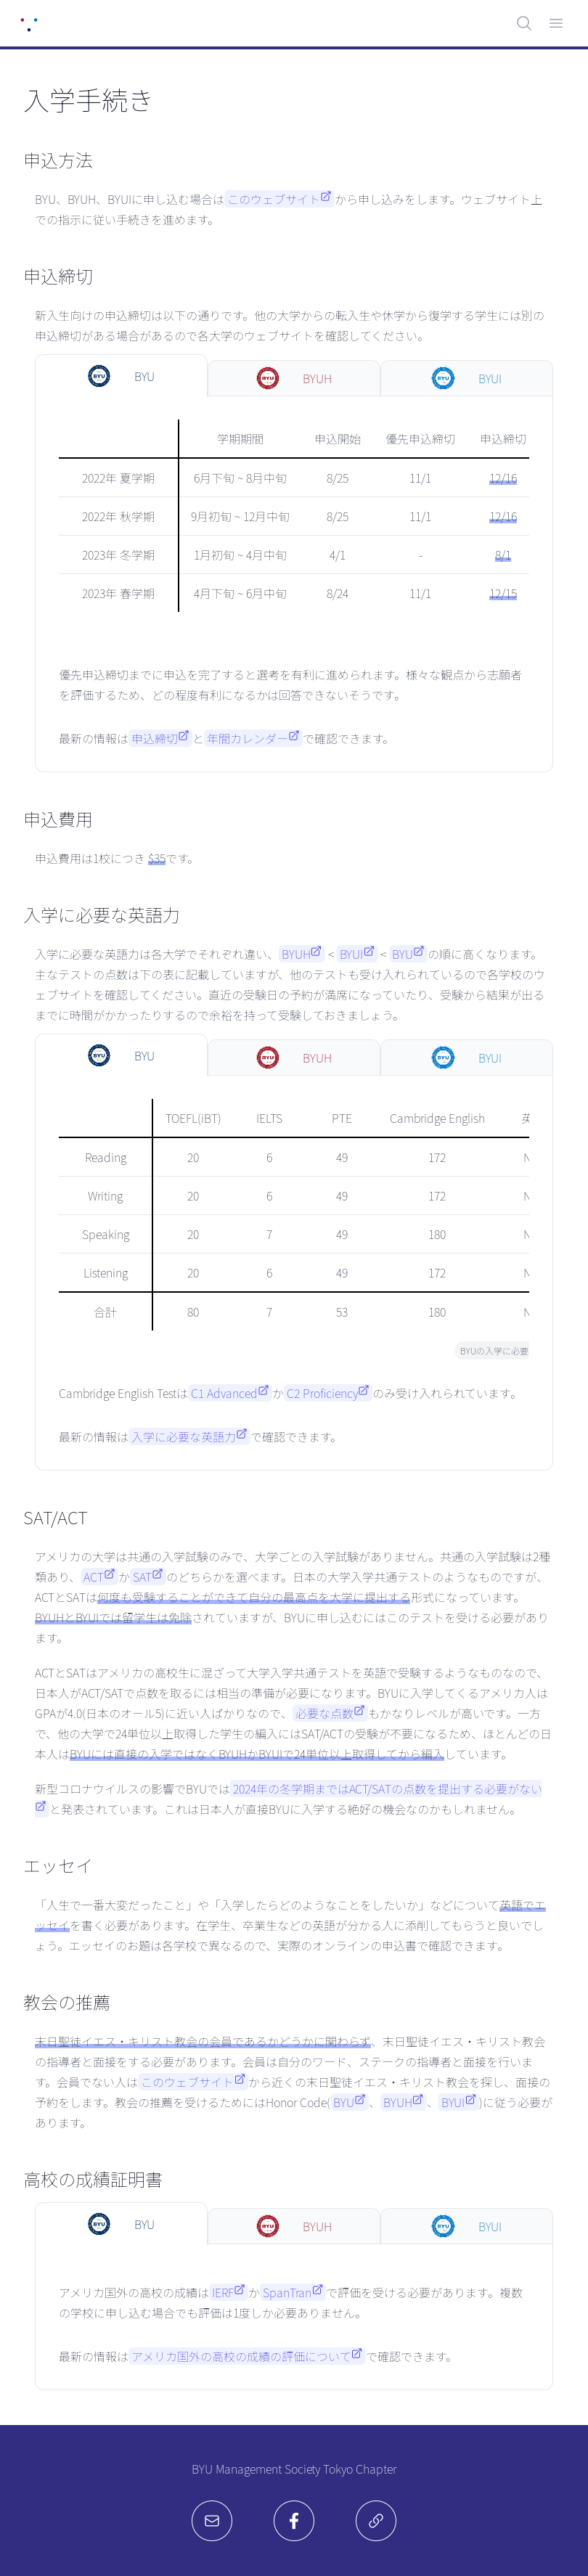 入学手続き
申込方法
BYU、BYUH、BYUIに申し込む場合はこのウェブサイトから申し込みをします。ウェブサイト上
での指示に従い手続きを進めます。
申込締切
新入生向けの申込締切は以下の通りです。他の大学からの転入生や休学から復学する学生には別の
申込締切がある場合があるので各大学のウェブサイトを確認してください。
BYU BYUH BYUI
学期期間 申込開始 優先申込締切 申込締切
2022年 夏学期 6月下旬 ~ 8月中旬 8/25 11/1 12/16
2022年 秋学期 9月初旬 ~ 12月中旬 8/25 11/1 12/16
2023年 冬学期 1月初旬 ~ 4月中旬 4/1 - 8/1
2023年 春学期 4月下旬 ~ 6月中旬 8/24 11/1 12/15
優先申込締切までに申込を完了すると選考を有利に進められます。様々な観点から志願者
を評価するため、どの程度有利になるかは回答できないそうです。
最新の情報は申込締切と年間カレンダーで確認できます。
申込費用
申込費用は1校につき $35です。
入学に必要な英語力
入学に必要な英語力は各大学でそれぞれ違い、BYUH < BYUI < BYUの順に高くなります。
主なテストの点数は下の表に記載していますが、他のテストも受け入れられているので各学校のウ
ェブサイトを確認してください。直近の受験日の予約が満席になっていたり、受験から結果が出る
までに時間がかかったりするので余裕を持って受験しておきましょう。
BYU BYUH BYUI
TOEFL(iBT) IELTS PTE Cambridge English 英
Reading 20 6 49 172 N
Writing 20 6 49 172 N
Speaking 20 7 49 180 N
Listening 20 6 49 172 N
合計 80 7 53 180 N
BYUの入学に必要
Cambridge English TestはC1 AdvancedかC2 Proficiencyのみ受け入れられています。
最新の情報は入学に必要な英語力で確認できます。
SAT/ACT
アメリカの大学は共通の入学試験のみで、大学ごとの入学試験がありません。共通の入学試験は2種
類あり、ACTかSATのどちらかを選べます。日本の大学入学共通テストのようなものですが、
ACTとSATは何度も受験することができて自分の最高点を大学に提出する形式になっています。
BYUHとBYUIでは留学生は免除されていますが、BYUに申し込むにはこのテストを受ける必要があり
ます。
ACTとSATはアメリカの高校生に混ざって大学入学共通テストを英語で受験するようなものなので、
日本人がACT/SATで点数を取るには相当の準備が必要になります。BYUに入学してくるアメリカ人は
GPAが4.0(日本のオール5)に近い人ばかりなので、必要な点数もかなりレベルが高いです。一方
で、他の大学で24単位以上取得した学生の編入にはSAT/ACTの受験が不要になるため、ほとんどの日
本人はBYUには直接の入学ではなくBYUHかBYUIで24単位以上取得してから編入しています。
新型コロナウイルスの影響でBYUでは2024年の冬学期まではACT/SATの点数を提出する必要がない
と発表されています。これは日本人が直接BYUに入学する絶好の機会なのかもしれません。
エッセイ
「人生で一番大変だったこと」や「入学したらどのようなことをしたいか」などについて英語でエ
ッセイを書く必要があります。在学生、卒業生などの英語が分かる人に添削してもらうと良いでし
ょう。エッセイのお題は各学校で異なるので、実際のオンラインの申込書で確認できます。
教会の推薦
末日聖徒イエス・キリスト教会の会員であるかどうかに関わらず、末日聖徒イエス・キリスト教会
の指導者と面接をする必要があります。会員は自分のワード、ステークの指導者と面接を行いま
す。会員でない人はこのウェブサイトから近くの末日聖徒イエス・キリスト教会を探し、面接の
予約をします。教会の推薦を受けるためにはHonor Code(BYU、BYUH、BYUI)に従う必要が
あります。
高校の成績証明書
BYU BYUH BYUI
アメリカ国外の高校の成績はIERFかSpanTranで評価を受ける必要があります。複数
の学校に申し込む場合でも評価は1度しか必要ありません。
最新の情報はアメリカ国外の高校の成績の評価についてで確認できます。
BYU Management Society Tokyo Chapter